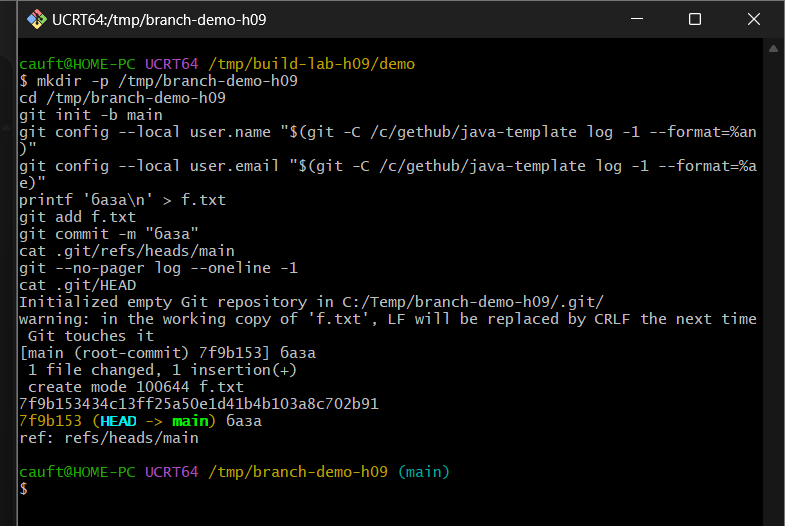 UCRT64:/tmp/branch-demo-h09
cauft@HOME-PC UCRT64 /tmp/build-lab-h09/demo
$ mkdir -p /tmp/branch-demo-h09
cd /tmp/branch-demo-h09
git init -b main
git config --local user.name "$(git -C /c/gethub/java-template log -1 --format=%an
)"
git config --local user.email "$(git -C /c/gethub/java-template log -1 --format=%a
e)"
printf 'база\n' > f.txt
git add f.txt
git commit -m "база"
cat .git/refs/heads/main
git --no-pager log --oneline -1
cat .git/HEAD
Initialized empty Git repository in C:/Temp/branch-demo-h09/.git/
warning: in the working copy of 'f.txt', LF will be replaced by CRLF the next time
 Git touches it
[main (root-commit) 7f9b153] база
 1 file changed, 1 insertion(+)
 create mode 100644 f.txt
7f9b153434c13ff25a50e1d41b4b103a8c702b91
7f9b153 (HEAD -> main) база
ref: refs/heads/main
cauft@HOME-PC UCRT64 /tmp/branch-demo-h09 (main)
$